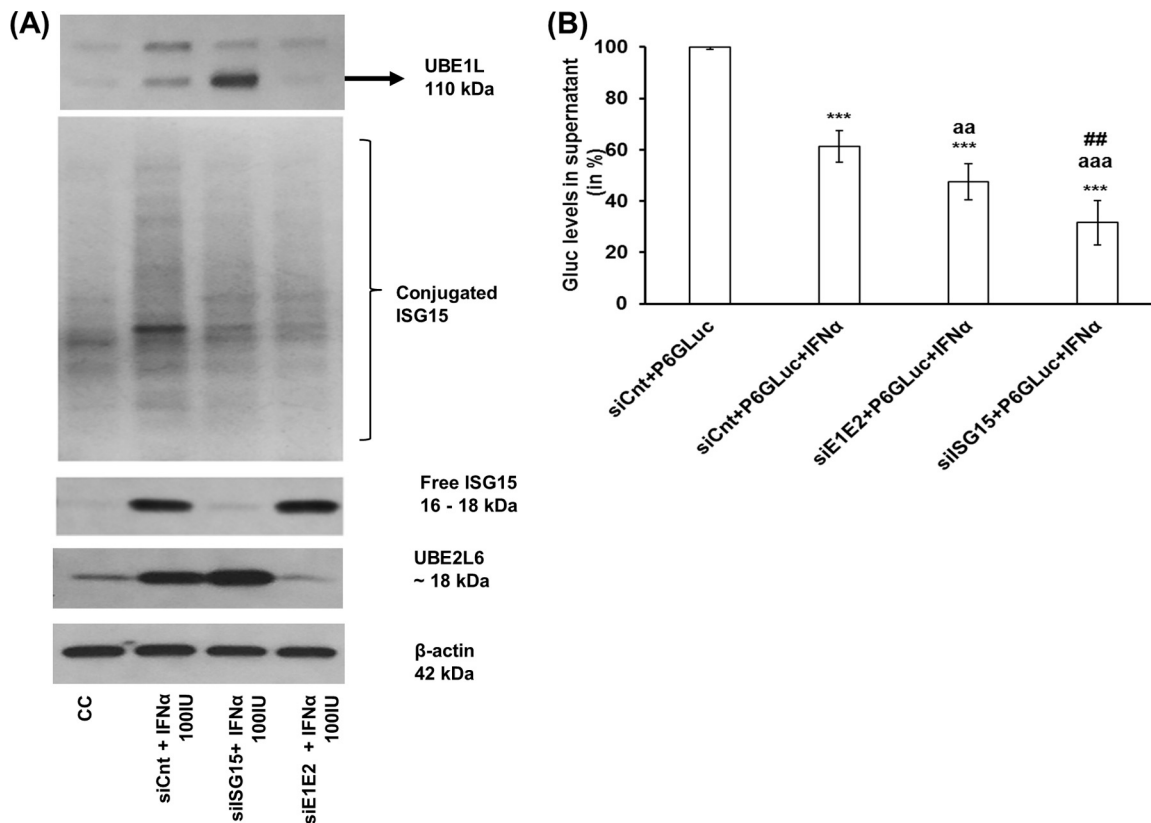 (A)
UBE1L
110 kDa
Conjugated
ISG15
Free ISG15
16 - 18 kDa
UBE2L6
~ 18 kDa
β-actin
42 kDa
CC
siCnt + IFNα
100IU
siISG15+ IFNα
100IU
siE1E2 + IFNα
100IU
(B)
Gluc levels in supernatant
(in %)
100
80
60
40
20
0
***
aa
***
##
aaa
***
siCnt+P6GLuc
siCnt+P6GLuc+IFNα
siE1E2+P6GLuc+IFNα
siISG15+P6GLuc+IFNα